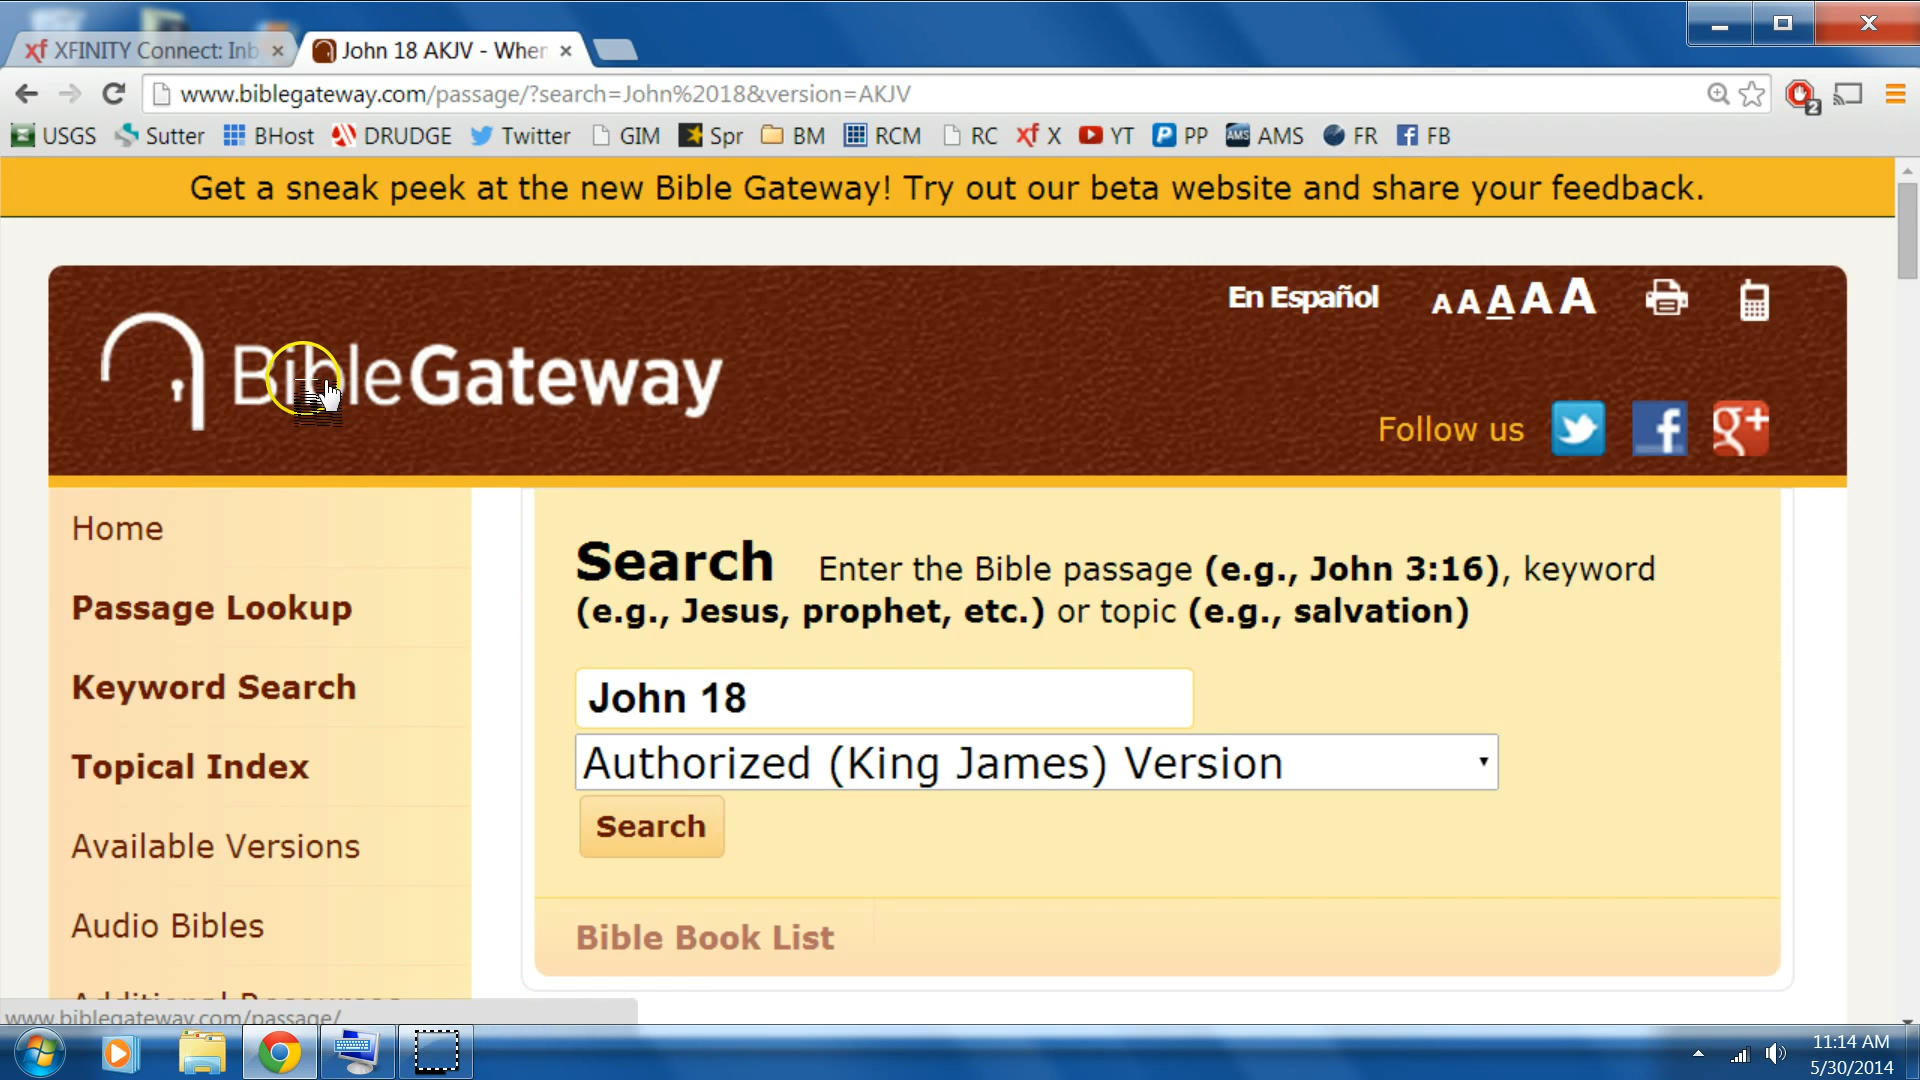 XFINITY Connect: Inb
John 18 AKJV - Wher
www.biblegateway.com/passage/?search=John%2018&version=AKJV
2
USGS Sutter BHost DRUDGE Twitter GIM Spr BM RCM RC X YT PP AMS AMS FR FB
Get a sneak peek at the new Bible Gateway! Try out our beta website and share your feedback.
En Español A A A A A
BibleGateway
Follow us g+
Home
Passage Lookup
Keyword Search
Topical Index
Available Versions
Audio Bibles
Additional Resources
Search Enter the Bible passage (e.g., John 3:16), keyword
(e.g., Jesus, prophet, etc.) or topic (e.g., salvation)
John 18
Authorized (King James) Version
Search
Bible Book List
www.biblegateway.com/passage/
11:14 AM
5/30/2014